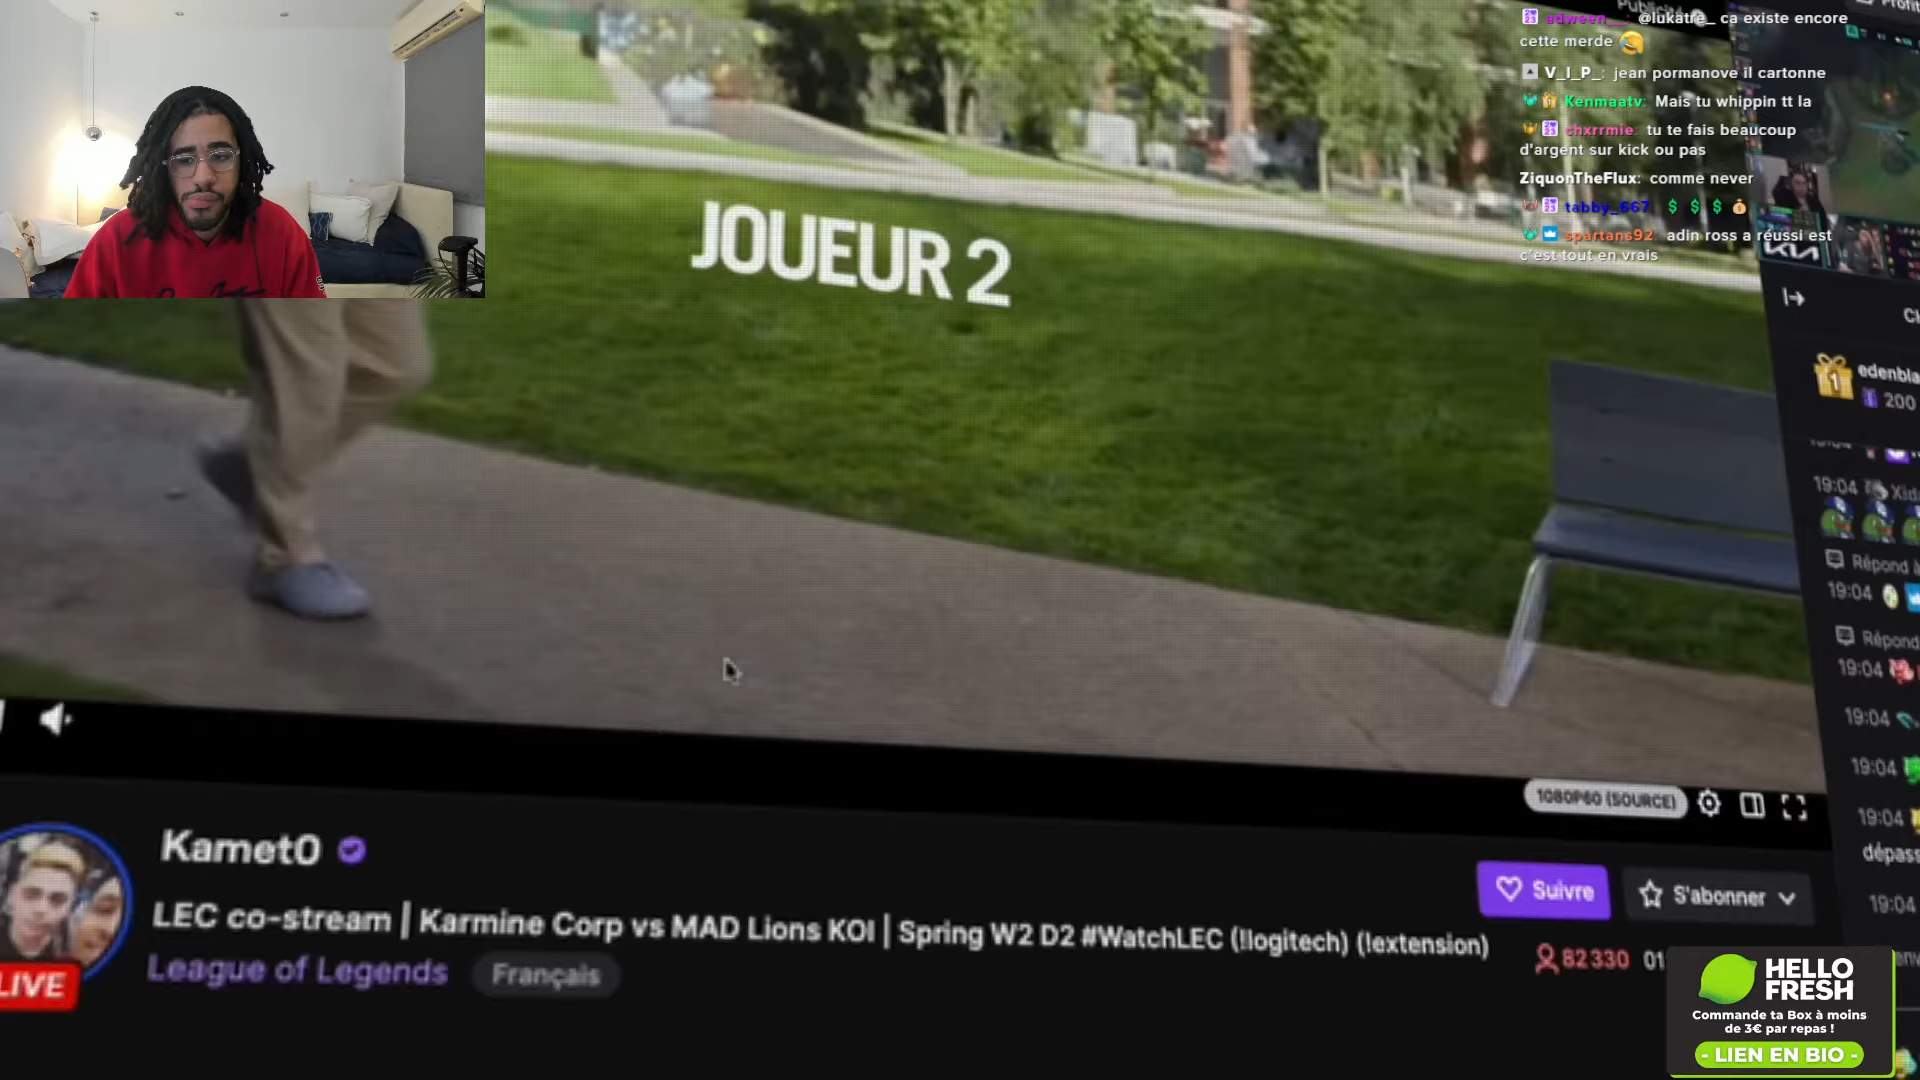 adween__: @lukatre_ ca existe encore
cette merde
V_I_P_: jean pormanove il cartonne
Kenmaatv: Mais tu whippin tt la
chxrrmie: tu te fais beaucoup
d'argent sur kick ou pas
ZiquonTheFlux: comme never
tabby_667: $ $ $
spartans92: adin ross a réussi est
c'est tout en vrais
JOUEUR 2
edenbla
200
19:04
Répond à
19:04
Répond
19:04
19:04
19:04
19:04
dépass
19:04
1080P60 (SOURCE)
Kamet0
Suivre
S'abonner
LEC co-stream | Karmine Corp vs MAD Lions KOI | Spring W2 D2 #WatchLEC (!logitech) (!extension)
82 330
LIVE
League of Legends
Français
HELLO
FRESH
Commande ta Box à moins
de 3€ par repas !
- LIEN EN BIO -